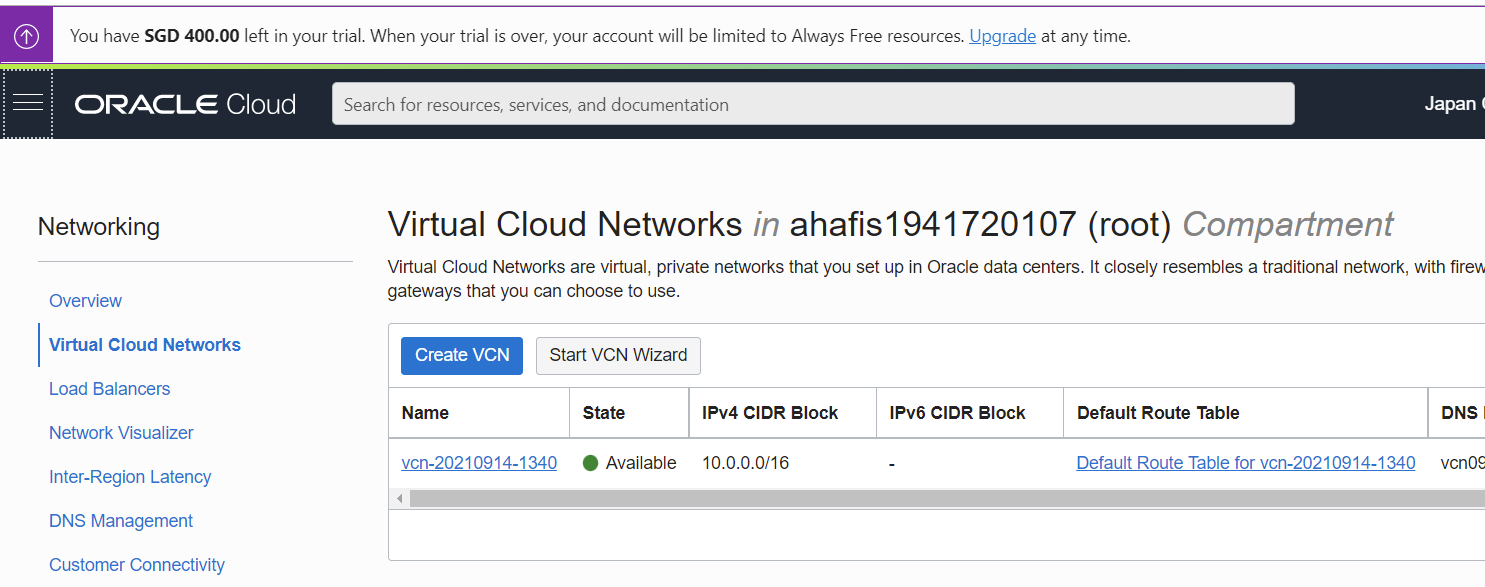 You have SGD 400.00 left in your trial. When your trial is over, your account will be limited to Always Free resources. Upgrade at any time.
ORACLE Cloud
Search for resources, services, and documentation
Japan
Networking
Overview
Virtual Cloud Networks
Load Balancers
Network Visualizer
Inter-Region Latency
DNS Management
Customer Connectivity
Virtual Cloud Networks in ahafis1941720107 (root) Compartment
Virtual Cloud Networks are virtual, private networks that you set up in Oracle data centers. It closely resembles a traditional network, with firew
gateways that you can choose to use.
Create VCN Start VCN Wizard
Name State IPv4 CIDR Block IPv6 CIDR Block Default Route Table DNS
vcn-20210914-1340 Available 10.0.0.0/16 - Default Route Table for vcn-20210914-1340 vcn09